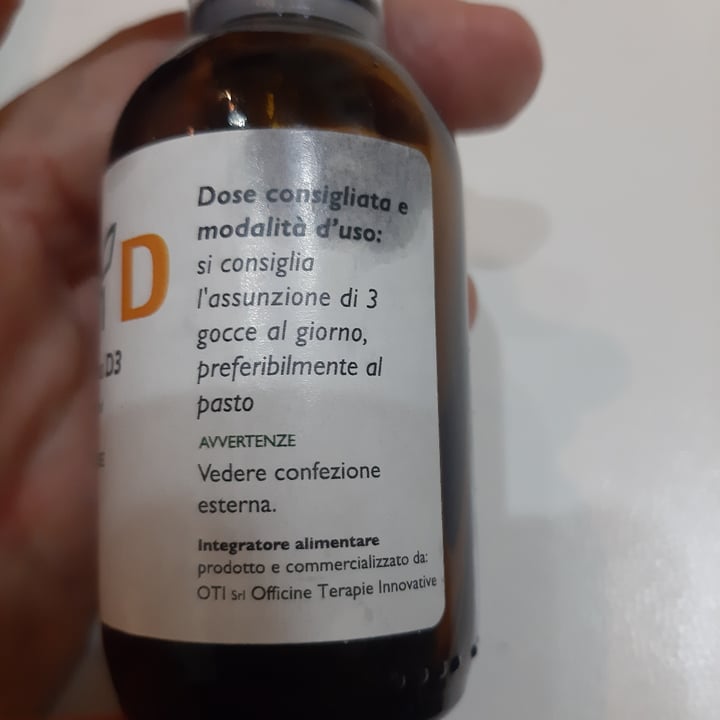 D
D3
Dose consigliata e
modalità d'uso:
si consiglia
l'assunzione di 3
gocce al giorno,
preferibilmente al
pasto
AVVERTENZE
Vedere confezione
esterna.
Integratore alimentare
prodotto e commercializzato da:
OTI Srl Officine Terapie Innovative